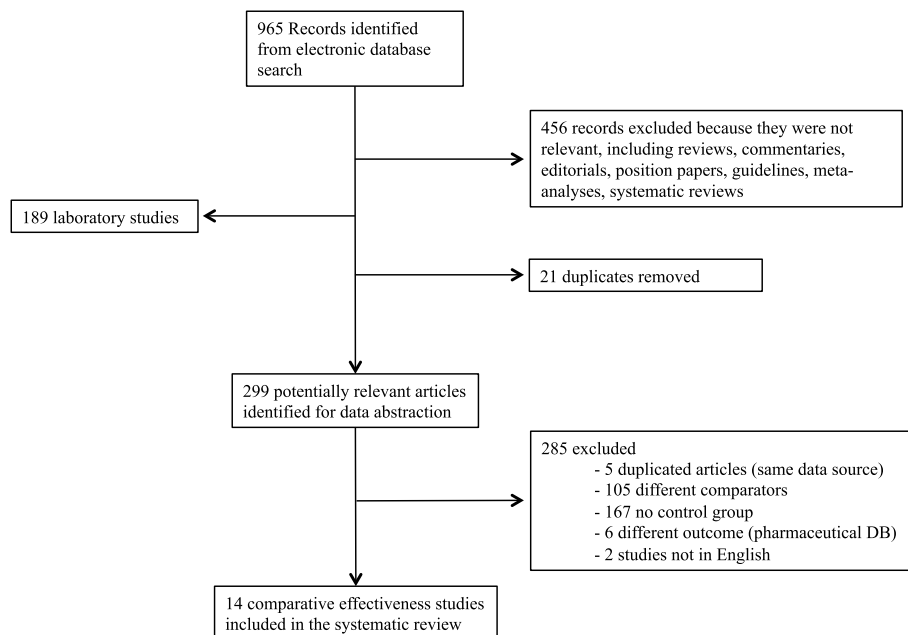 965 Records identified
from electronic database
search
456 records excluded because they were not
relevant, including reviews, commentaries,
editorials, position papers, guidelines, meta-
analyses, systematic reviews
189 laboratory studies
21 duplicates removed
299 potentially relevant articles
identified for data abstraction
285 excluded
- 5 duplicated articles (same data source)
- 105 different comparators
- 167 no control group
- 6 different outcome (pharmaceutical DB)
- 2 studies not in English
14 comparative effectiveness studies
included in the systematic review